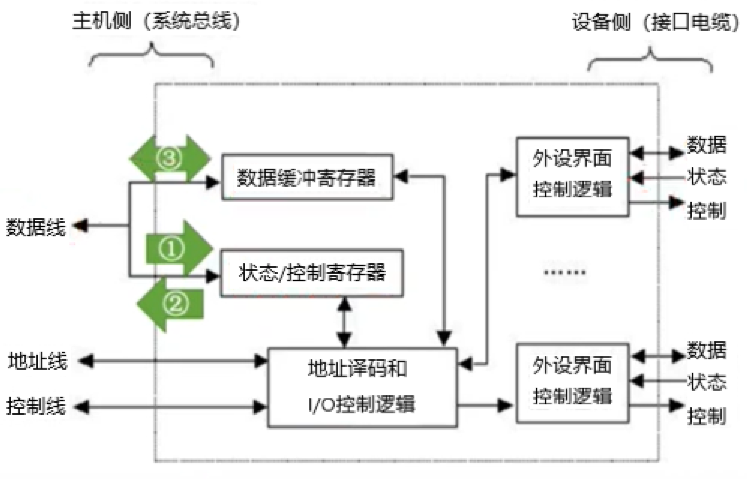 主机侧（系统总线）
设备侧（接口电缆）
③
数据缓冲寄存器
外设界面
控制逻辑
数据
状态
控制
数据线
①
状态/控制寄存器
②
······
地址线
控制线
地址译码和
I/O控制逻辑
外设界面
控制逻辑
数据
状态
控制